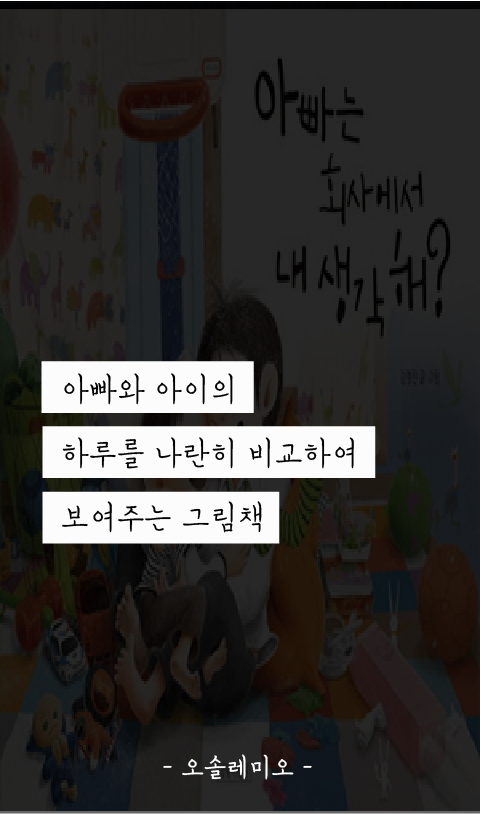 아빠는
회사에서
내 생각 해?
아빠와 아이의
하루를 나란히 비교하여
보여주는 그림책
- 오솔레미오 -